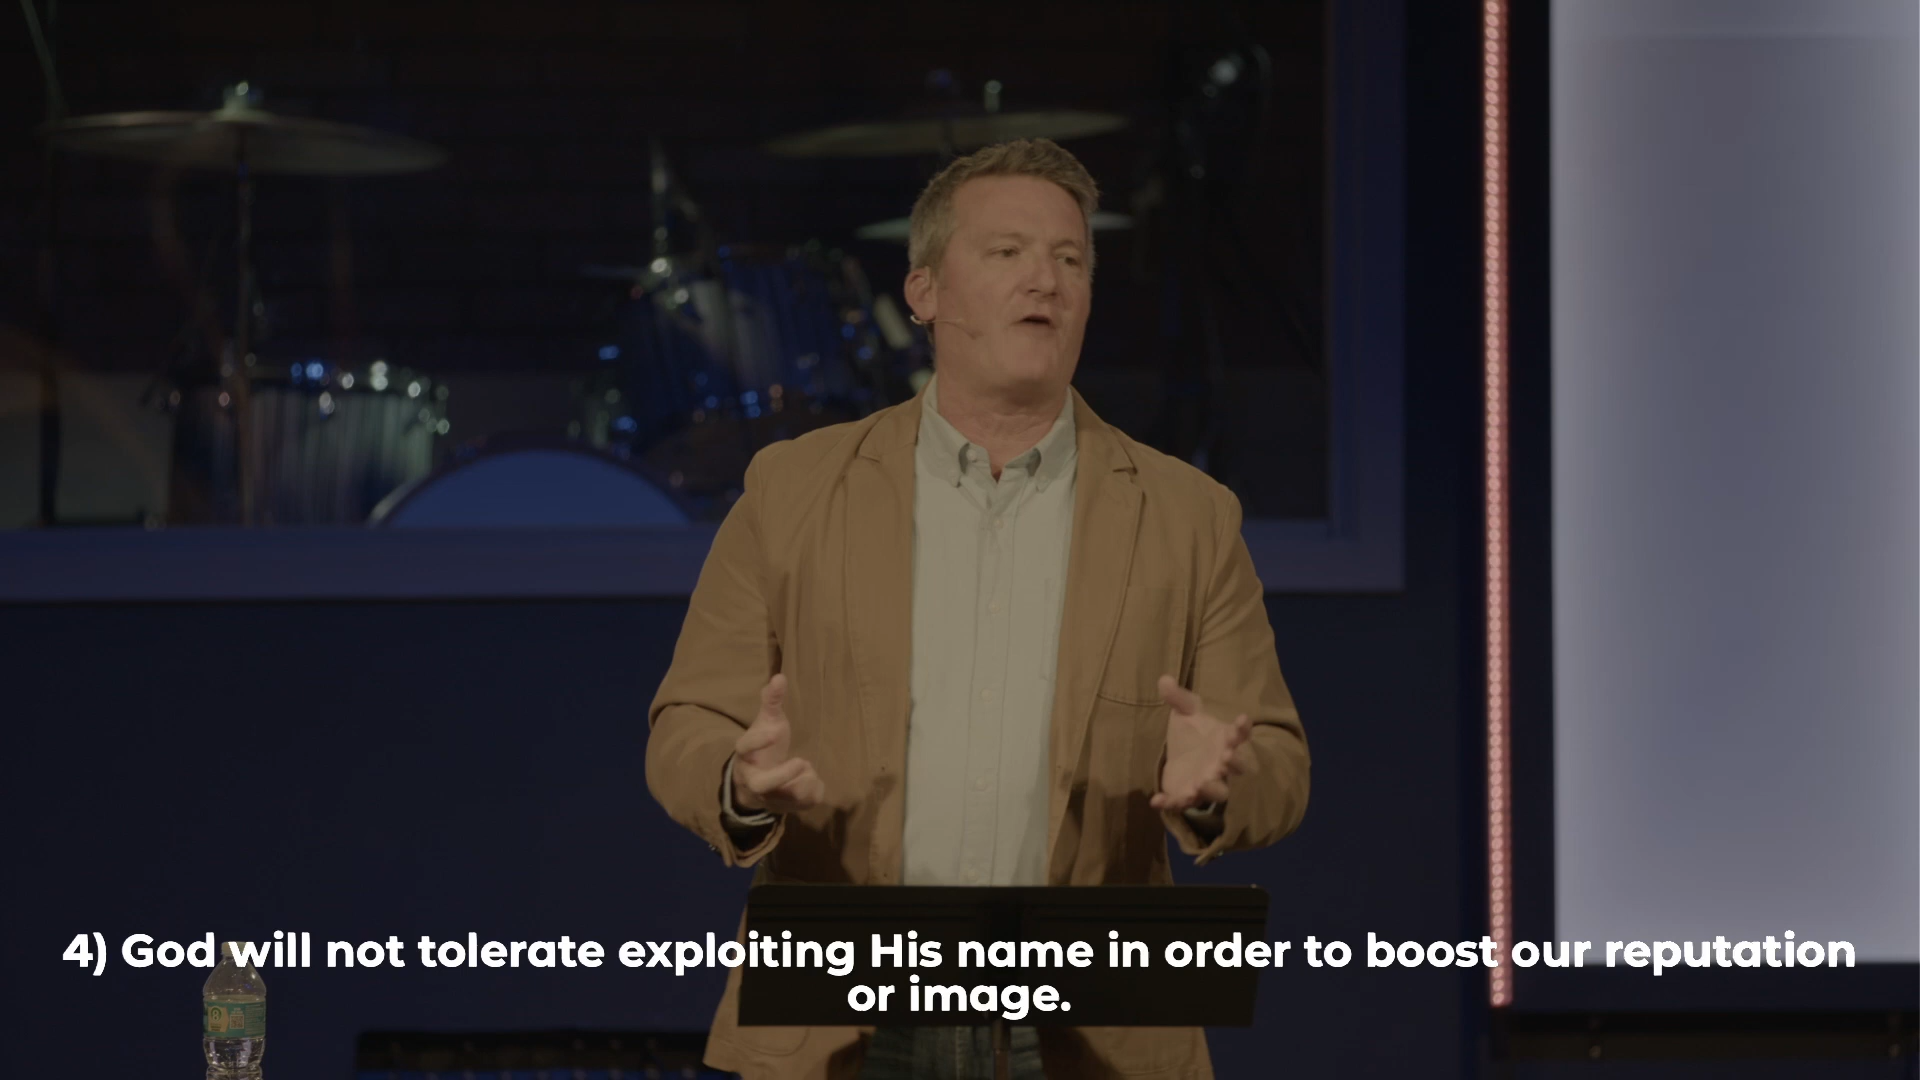 4) God will not tolerate exploiting His name in order to boost our reputation
or image.